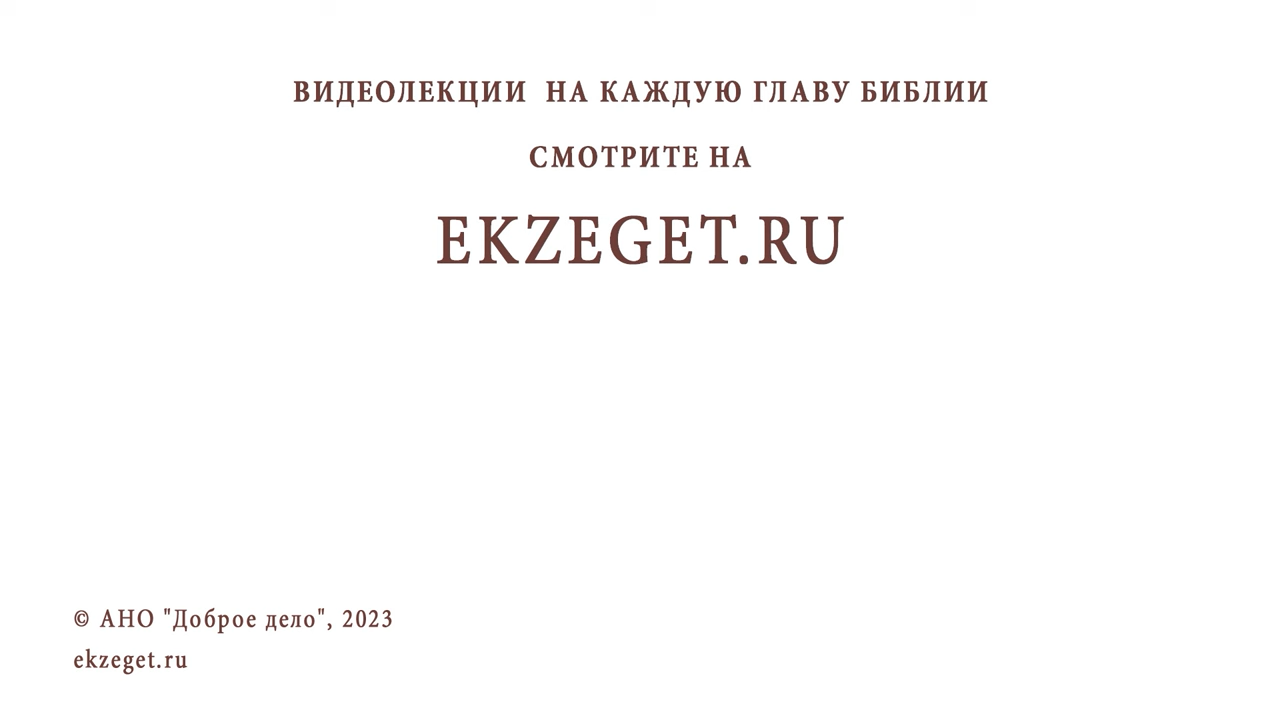 ВИДЕОЛЕКЦИИ  НА КАЖДУЮ ГЛАВУ БИБЛИИ
СМОТРИТЕ НА
EKZEGET.RU
© АНО "Доброе дело", 2023
ekzeget.ru